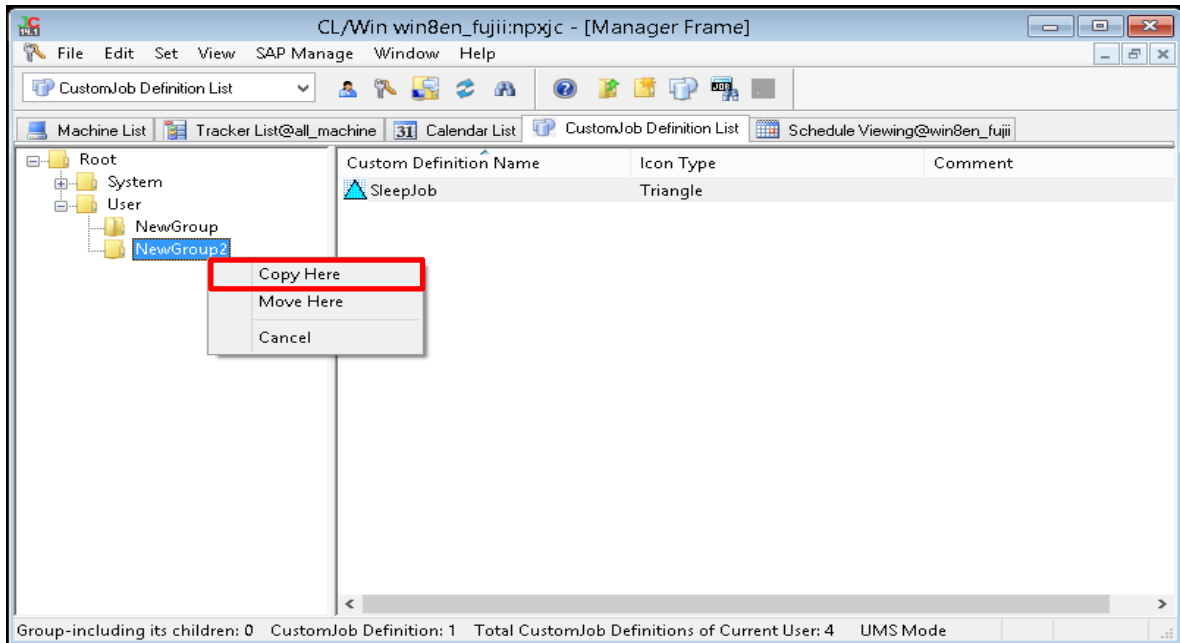 CL/Win win8en_fujii:npxjc - [Manager Frame]
File Edit Set View SAP Manage Window Help
CustomJob Definition List
Machine List Tracker List@all_machine 31 Calendar List CustomJob Definition List Schedule Viewing@win8en_fujii
Root
System
User
NewGroup
NewGroup2
Custom Definition Name Icon Type Comment
SleepJob Triangle
Copy Here
Move Here
Cancel
Group-including its children: 0 CustomJob Definition: 1 Total CustomJob Definitions of Current User: 4 UMS Mode